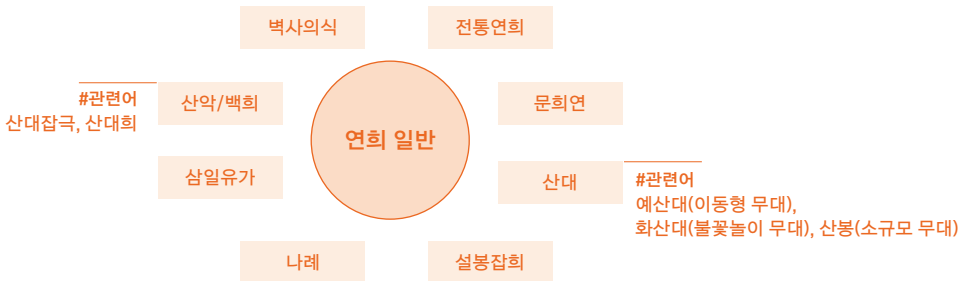 벽사의식
전통연희
#관련어
산대잡극, 산대희
산악/백희
연희 일반
문희연
삼일유가
산대
#관련어
예산대(이동형 무대),
화산대(불꽃놀이 무대), 산봉(소규모 무대)
나례
설봉잡희